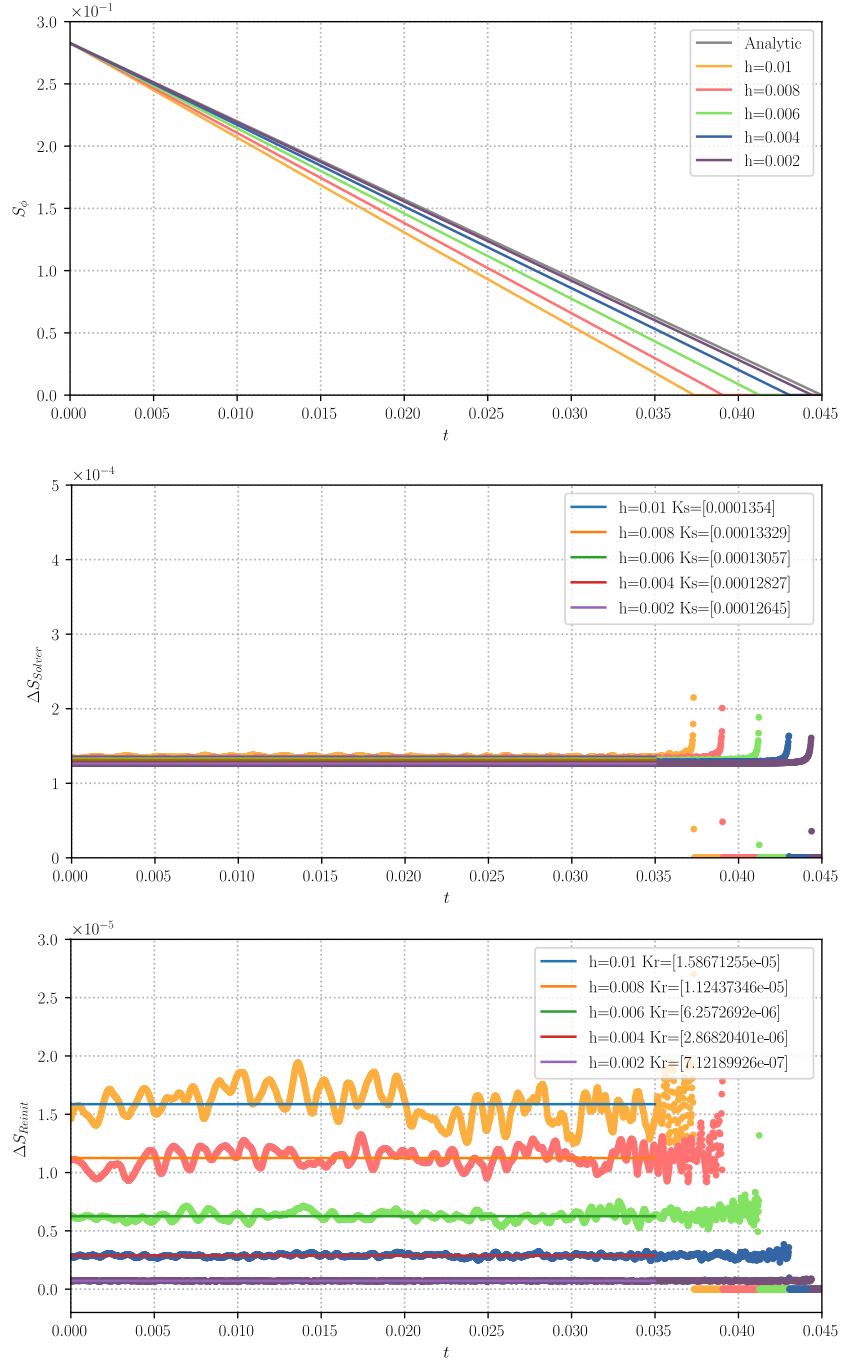 ×10⁻¹
3.0
2.5
2.0
1.5
1.0
0.5
0.0
S_ϕ
Analytic
h=0.01
h=0.008
h=0.006
h=0.004
h=0.002
0.000 0.005 0.010 0.015 0.020 0.025 0.030 0.035 0.040 0.045
t
×10⁻⁴
5
4
3
2
1
0
ΔS_Solver
h=0.01 Ks=[0.0001354]
h=0.008 Ks=[0.00013329]
h=0.006 Ks=[0.00013057]
h=0.004 Ks=[0.00012827]
h=0.002 Ks=[0.00012645]
0.000 0.005 0.010 0.015 0.020 0.025 0.030 0.035 0.040 0.045
t
×10⁻⁵
3.0
2.5
2.0
1.5
1.0
0.5
0.0
ΔS_Reinit
h=0.01 Kr=[1.58671255e-05]
h=0.008 Kr=[1.12437346e-05]
h=0.006 Kr=[6.2572692e-06]
h=0.004 Kr=[2.86820401e-06]
h=0.002 Kr=[7.12189926e-07]
0.000 0.005 0.010 0.015 0.020 0.025 0.030 0.035 0.040 0.045
t